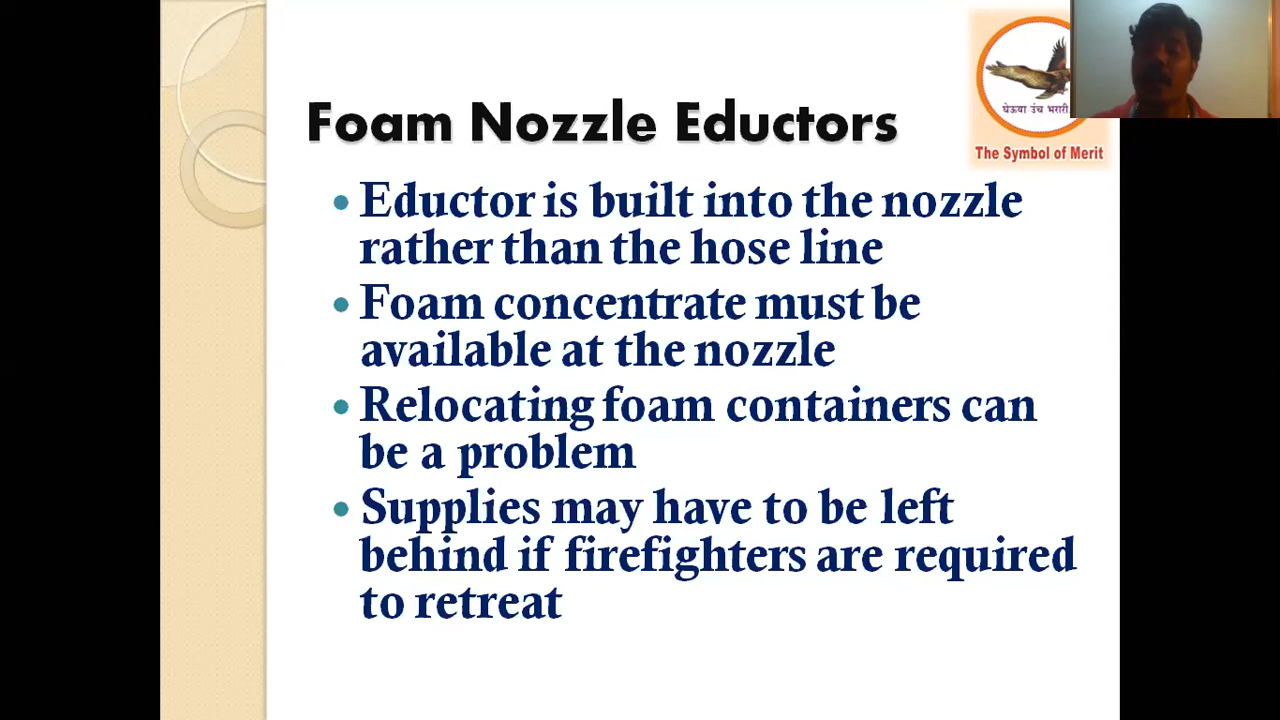 Foam Nozzle Eductors
घेऊवा उंच भरारी
The Symbol of Merit
• Eductor is built into the nozzle
rather than the hose line
• Foam concentrate must be
available at the nozzle
• Relocating foam containers can
be a problem
• Supplies may have to be left
behind if firefighters are required
to retreat